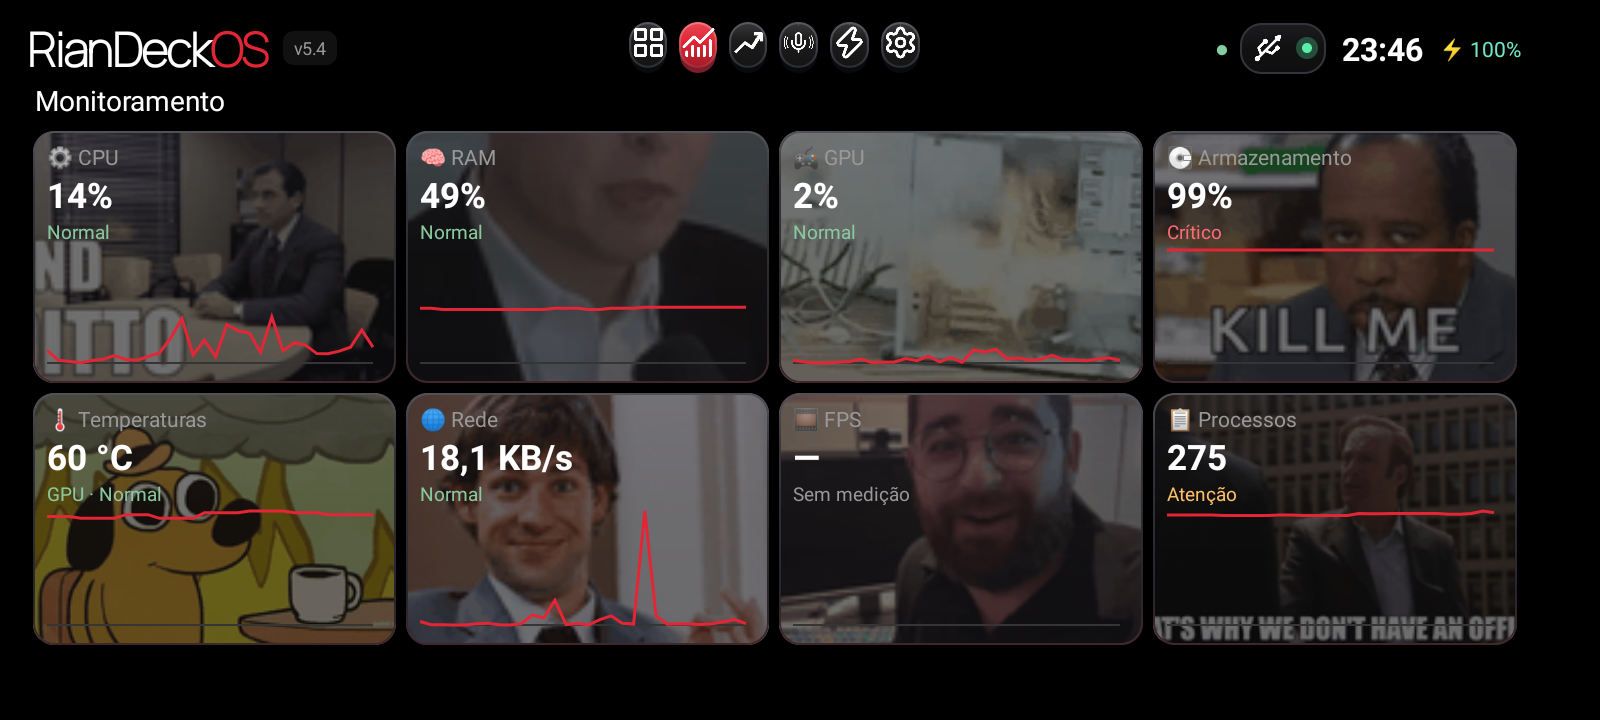 RianDeckOS v5.4
23:46 ⚡ 100%
Monitoramento
CPU
14%
Normal
ND
ITTO
RAM
49%
Normal
GPU
2%
Normal
Armazenamento
99%
Crítico
KILL ME
Temperaturas
60 °C
GPU · Normal
Rede
18,1 KB/s
Normal
FPS
—
Sem medição
Processos
275
Atenção
IT'S WHY WE DON'T HAVE AN OFFI